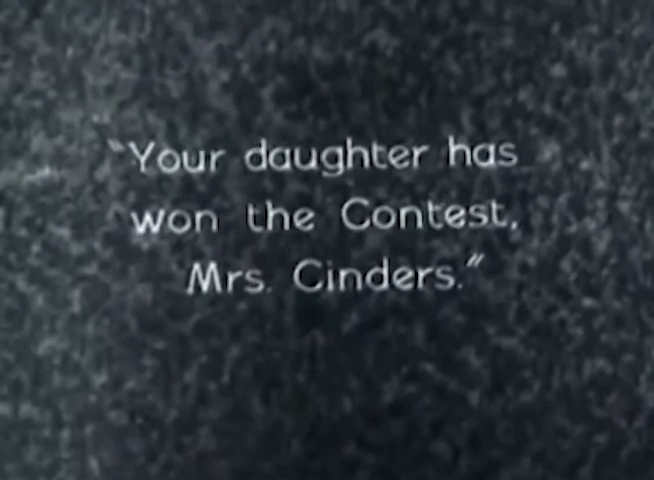 "Your daughter has
won the Contest,
Mrs. Cinders."